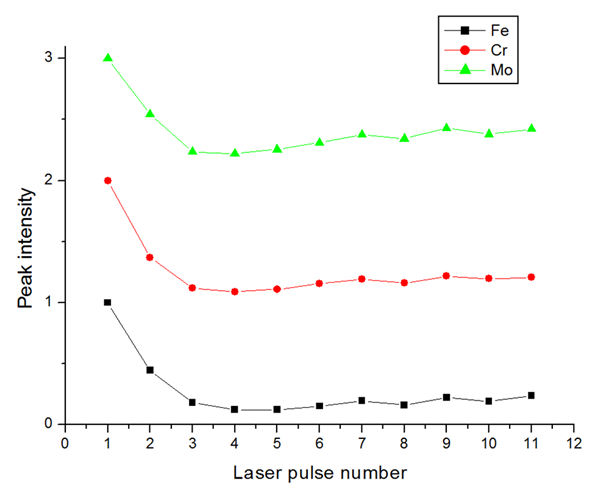 Fe
Cr
Mo
3
2
1
0
Peak intensity
0 1 2 3 4 5 6 7 8 9 10 11 12
Laser pulse number